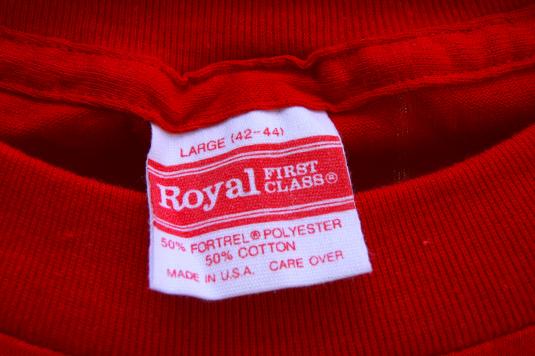 LARGE (42-44)
Royal FIRST CLASS®
50% FORTREL® POLYESTER
50% COTTON
MADE IN U.S.A. CARE OVER